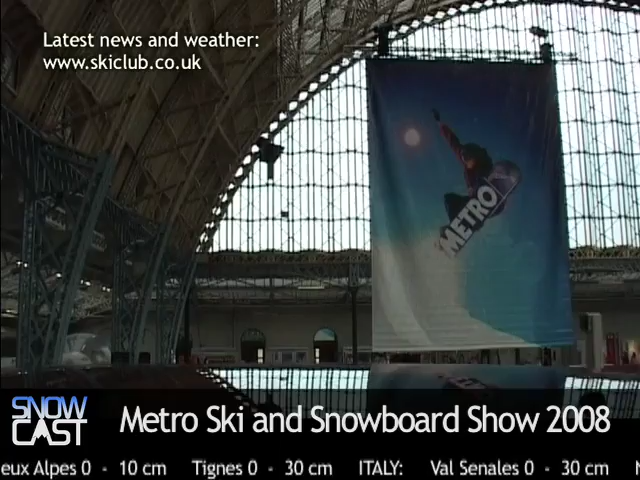 Latest news and weather:
www.skiclub.co.uk
METRO
SNOW
CAST
Metro Ski and Snowboard Show 2008
eux Alpes 0 - 10 cm Tignes 0 - 30 cm ITALY: Val Senales 0 - 30 cm